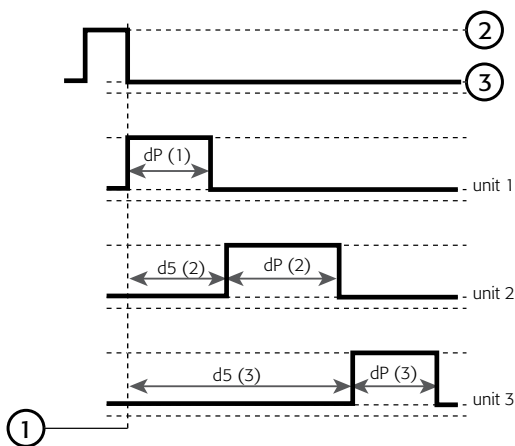 2
3
dP (1)
unit 1
d5 (2)
dP (2)
unit 2
d5 (3)
dP (3)
unit 3
1